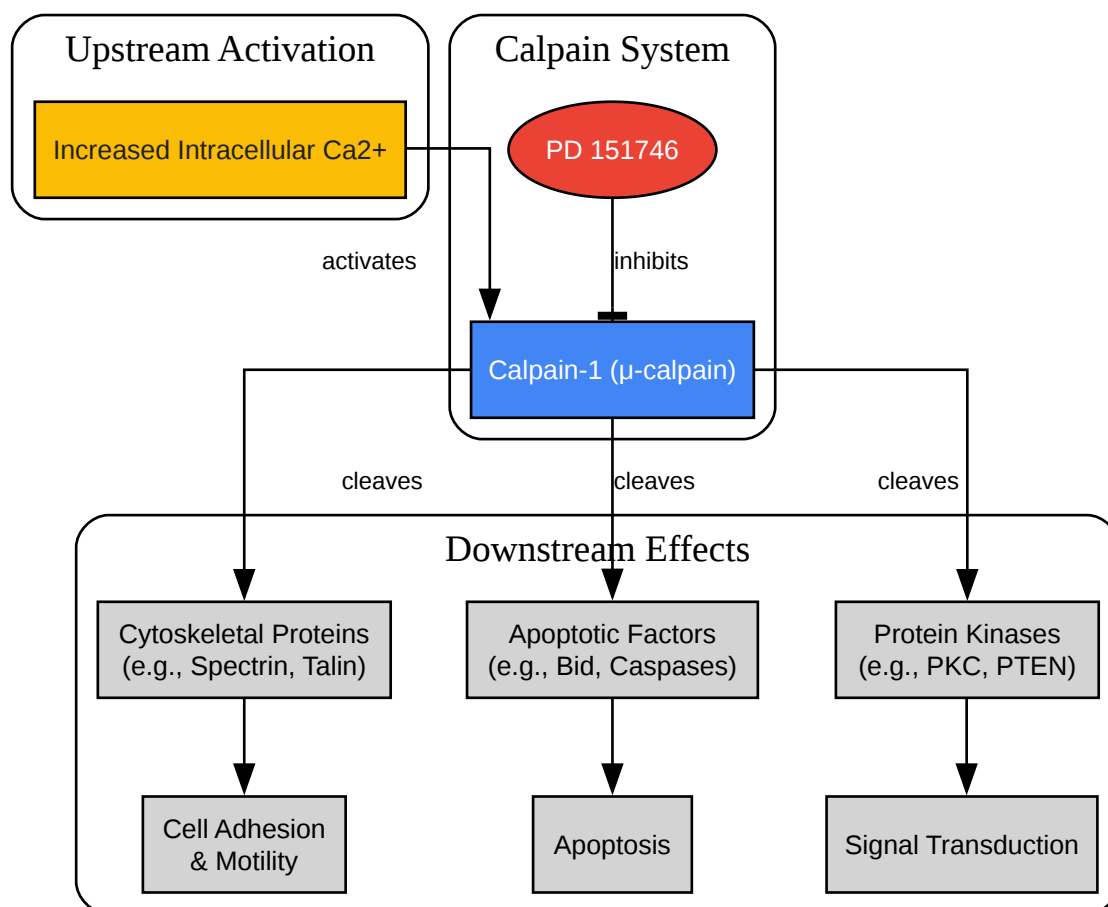 Upstream Activation
Calpain System
Increased Intracellular Ca2+
PD 151746
activates
inhibits
Calpain-1 (μ-calpain)
cleaves
cleaves
cleaves
Downstream Effects
Cytoskeletal Proteins
(e.g., Spectrin, Talin)
Apoptotic Factors
(e.g., Bid, Caspases)
Protein Kinases
(e.g., PKC, PTEN)
Cell Adhesion
& Motility
Apoptosis
Signal Transduction